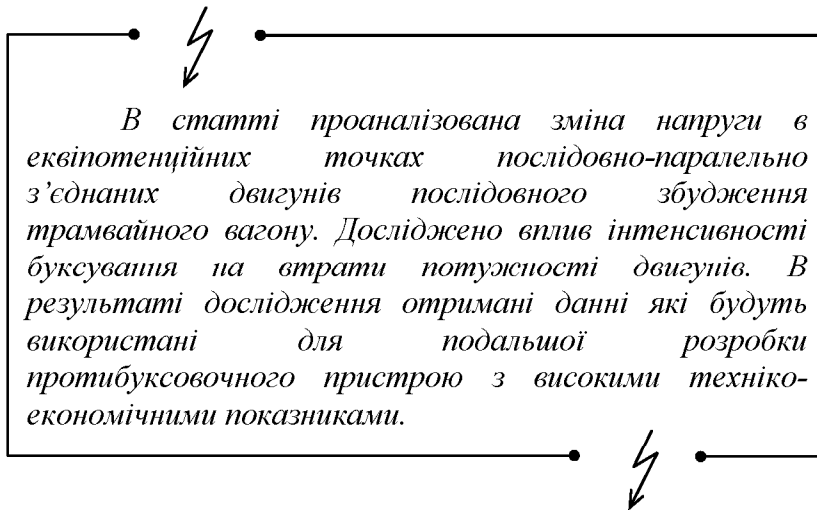 В статті проаналізована зміна напруги в
еквіпотенційних точках послідовно-паралельно
з’єднаних двигунів послідовного збудження
трамвайного вагону. Досліджено вплив інтенсивності
буксування на втрати потужності двигунів. В
результаті дослідження отримані данні які будуть
використані для подальшої розробки
протибуксовочного пристрою з високими техніко-
економічними показниками.